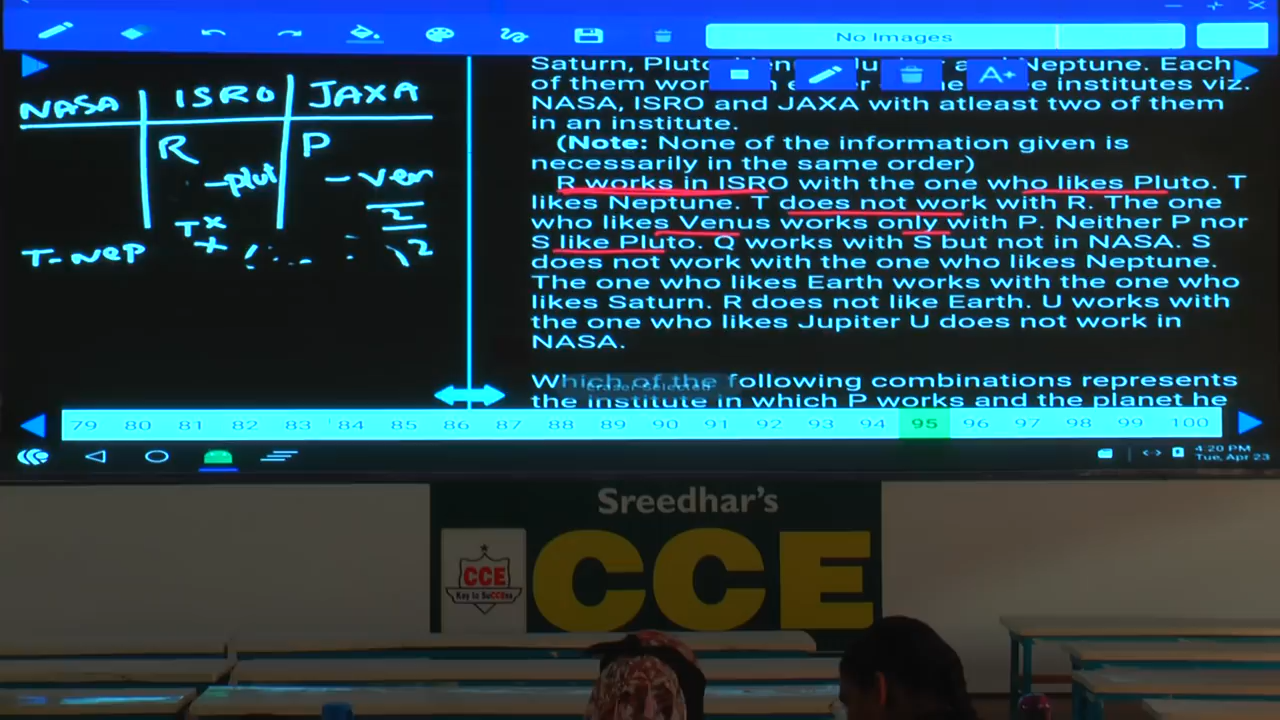 No Images
NASA ISRO JAXA
R P
-plut - ven
2
T x
x
T-Nep
12
Saturn, Pluto Neptune. Each
of them
institutes viz.
NASA, ISRO and JAXA with atleast two of them
in an institute.
(Note: None of the information given is
necessarily in the same order)
R works in ISRO with the one who likes Pluto. T
likes Neptune. T does not work with R. The one
who likes Venus works only with P. Neither P nor
S like Pluto. Q works with S but not in NASA. S
does not work with the one who likes Neptune.
The one who likes Earth works with the one who
likes Saturn. R does not like Earth. U works with
the one who likes Jupiter U does not work in
NASA.
Which of the following combinations represents
the institute in which P works and the planet he
Eraser Selected
79 80 81 82 83 84 85 86 87 88 89 90 91 92 93 94 95 96 97 98 99 100
4:20 PM
Tue, Apr 23
A+
Sreedhar's
CCE
CCE
Key to SuCCEss